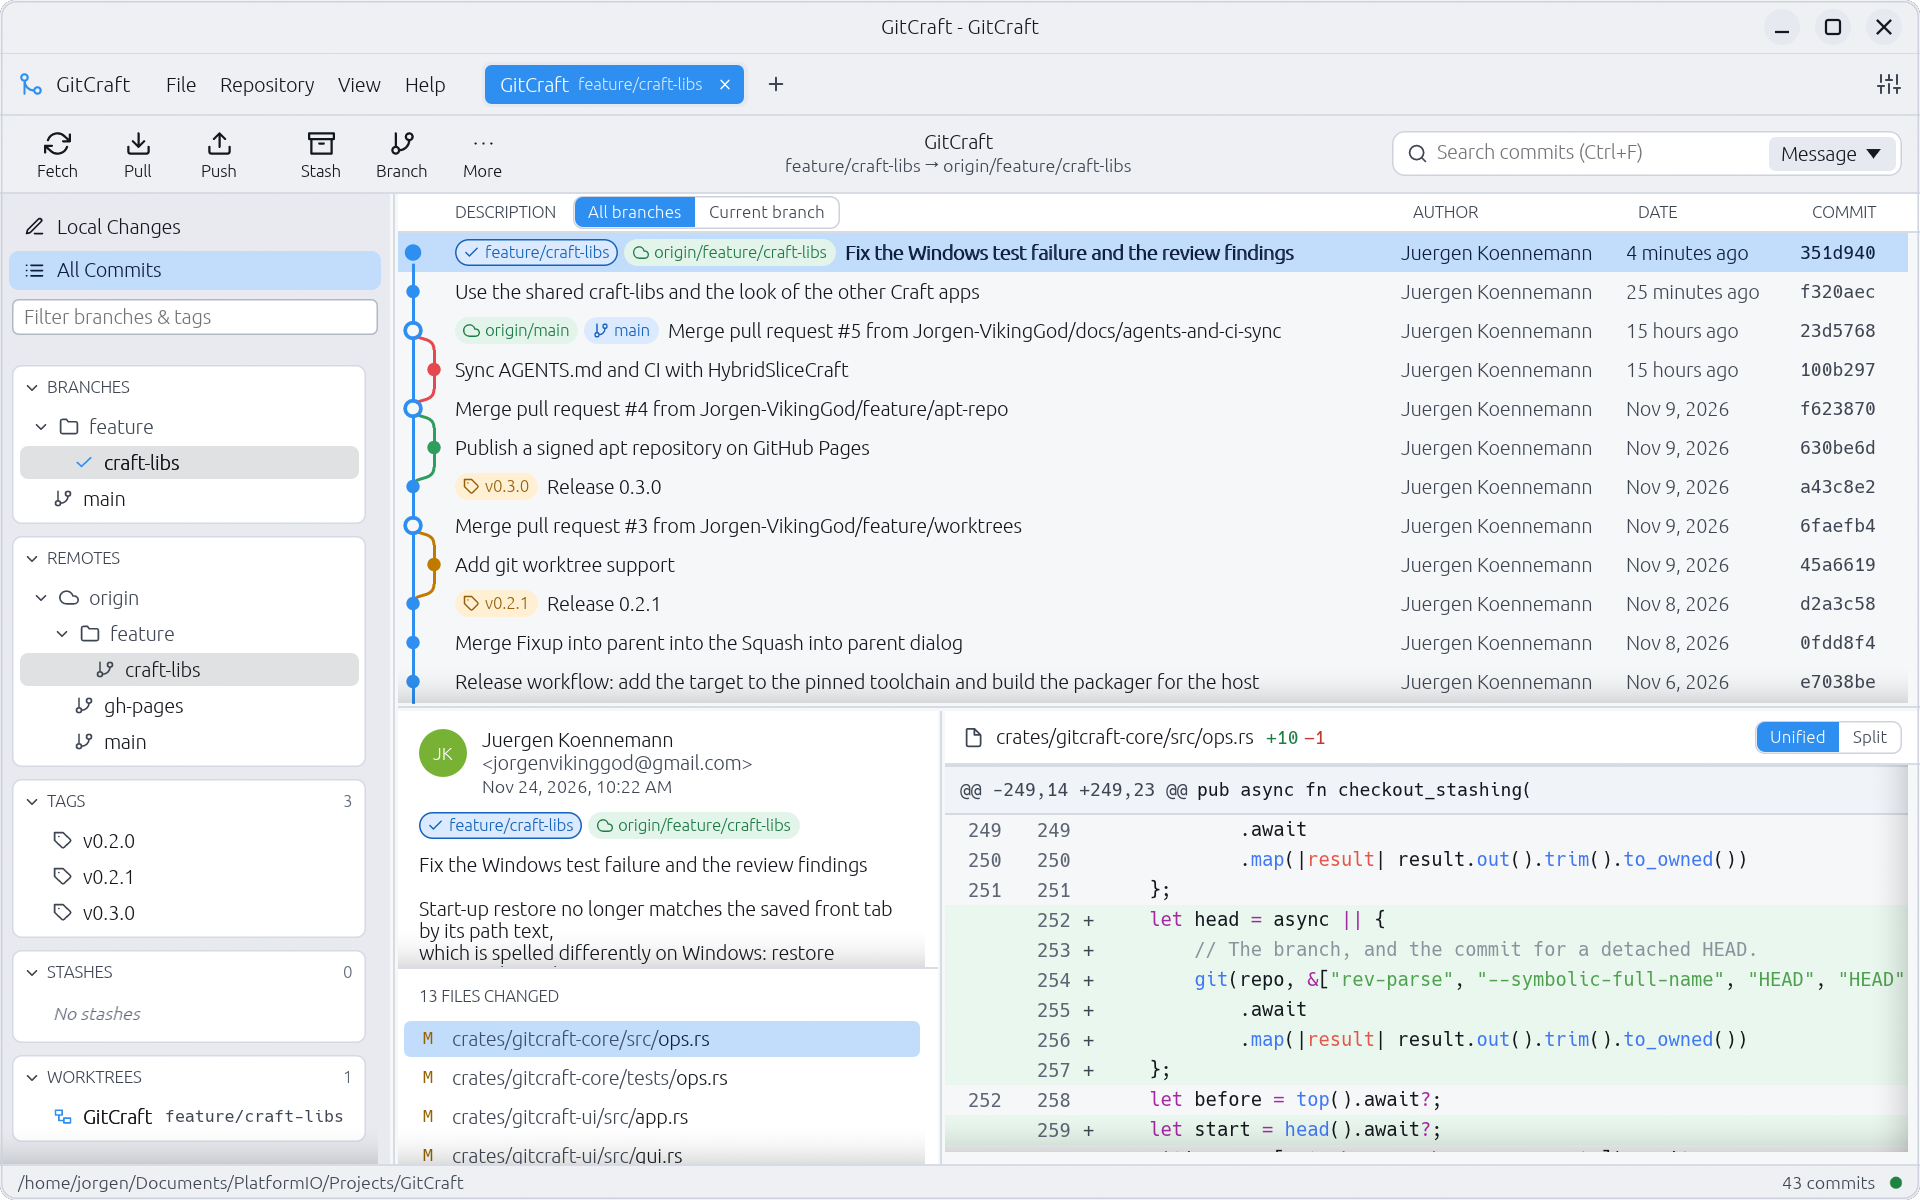 GitCraft - GitCraft
GitCraft File Repository View Help GitCraft feature/craft-libs × +
Fetch Pull Push Stash Branch ... More
GitCraft
feature/craft-libs → origin/feature/craft-libs
Search commits (Ctrl+F) Message
Local Changes
All Commits
Filter branches & tags
BRANCHES
feature
craft-libs
main
REMOTES
origin
feature
craft-libs
gh-pages
main
TAGS 3
v0.2.0
v0.2.1
v0.3.0
STASHES 0
No stashes
WORKTREES 1
GitCraft feature/craft-libs
DESCRIPTION All branches Current branch AUTHOR DATE COMMIT
feature/craft-libs origin/feature/craft-libs Fix the Windows test failure and the review findings Juergen Koennemann 4 minutes ago 351d940
Use the shared craft-libs and the look of the other Craft apps Juergen Koennemann 25 minutes ago f320aec
origin/main main Merge pull request #5 from Jorgen-VikingGod/docs/agents-and-ci-sync Juergen Koennemann 15 hours ago 23d5768
Sync AGENTS.md and CI with HybridSliceCraft Juergen Koennemann 15 hours ago 100b297
Merge pull request #4 from Jorgen-VikingGod/feature/apt-repo Juergen Koennemann Nov 9, 2026 f623870
Publish a signed apt repository on GitHub Pages Juergen Koennemann Nov 9, 2026 630be6d
v0.3.0 Release 0.3.0 Juergen Koennemann Nov 9, 2026 a43c8e2
Merge pull request #3 from Jorgen-VikingGod/feature/worktrees Juergen Koennemann Nov 9, 2026 6faefb4
Add git worktree support Juergen Koennemann Nov 9, 2026 45a6619
v0.2.1 Release 0.2.1 Juergen Koennemann Nov 8, 2026 d2a3c58
Merge Fixup into parent into the Squash into parent dialog Juergen Koennemann Nov 8, 2026 0fdd8f4
Release workflow: add the target to the pinned toolchain and build the packager for the host Juergen Koennemann Nov 6, 2026 e7038be
JK
Juergen Koennemann
<jorgenvikinggod@gmail.com>
Nov 24, 2026, 10:22 AM
feature/craft-libs origin/feature/craft-libs
Fix the Windows test failure and the review findings
Start-up restore no longer matches the saved front tab
by its path text,
which is spelled differently on Windows: restore
13 FILES CHANGED
M crates/gitcraft-core/src/ops.rs
M crates/gitcraft-core/tests/ops.rs
M crates/gitcraft-ui/src/app.rs
M crates/gitcraft-ui/src/gui.rs
crates/gitcraft-core/src/ops.rs +10 −1 Unified Split
@@ -249,14 +249,23 @@ pub async fn checkout_stashing(
249 249 .await
250 250 .map(|result| result.out().trim().to_owned())
251 251 };
252 + let head = async || {
253 + // The branch, and the commit for a detached HEAD.
254 + git(repo, &["rev-parse", "--symbolic-full-name", "HEAD", "HEAD"
255 + .await
256 + .map(|result| result.out().trim().to_owned())
257 + };
252 258 let before = top().await?;
259 + let start = head().await?;
/home/jorgen/Documents/PlatformIO/Projects/GitCraft 43 commits